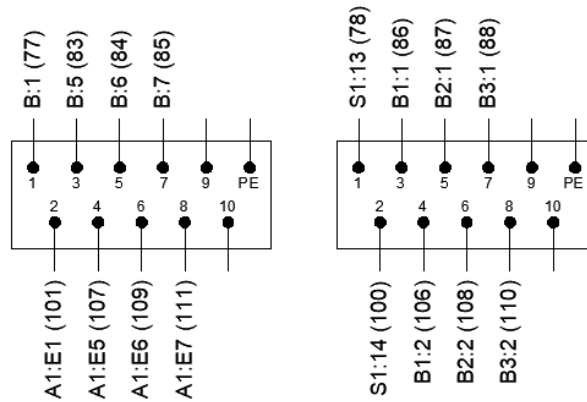 B:1 (77)
B:5 (83)
B:6 (84)
B:7 (85)
1 3 5 7 9 PE
2 4 6 8 10
A1:E1 (101)
A1:E5 (107)
A1:E6 (109)
A1:E7 (111)
S1:13 (78)
B1:1 (86)
B2:1 (87)
B3:1 (88)
1 3 5 7 9 PE
2 4 6 8 10
S1:14 (100)
B1:2 (106)
B2:2 (108)
B3:2 (110)